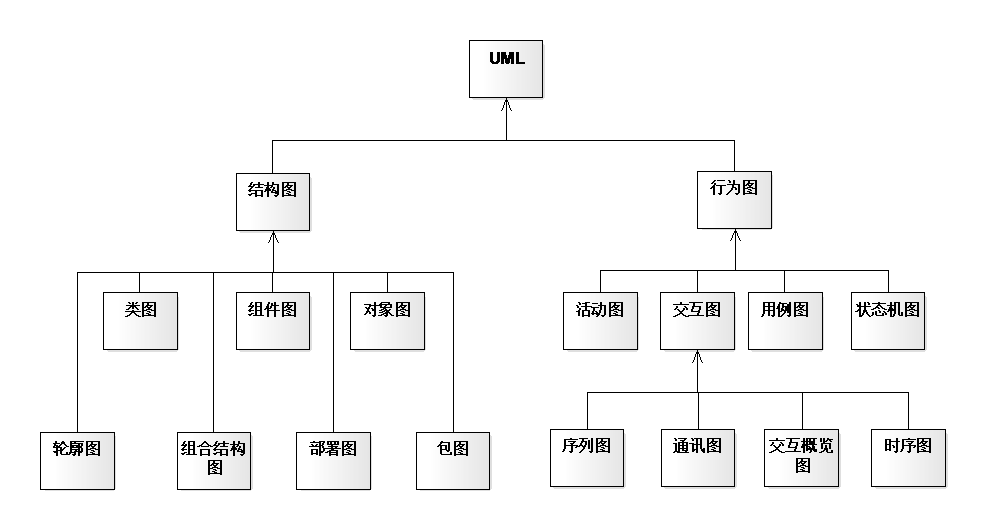 UML
结构图
行为图
类图
组件图
对象图
活动图
交互图
用例图
状态机图
轮廓图
组合结构
图
部署图
包图
序列图
通讯图
交互概览
图
时序图